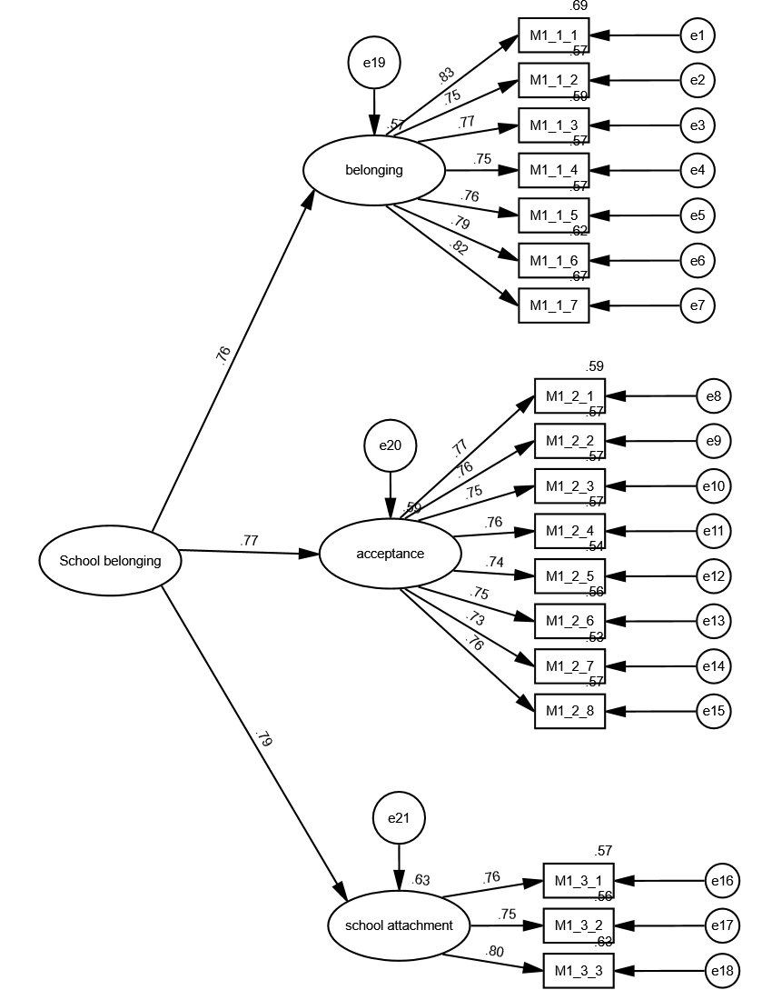 .69
M1_1_1
e1
.57
e19
.83
M1_1_2
e2
.75
.59
.57
.77
M1_1_3
e3
.57
belonging
.75
M1_1_4
e4
.57
.76
M1_1_5
e5
.62
.79
M1_1_6
e6
.82
.67
M1_1_7
e7
.76
.59
M1_2_1
e8
.57
e20
.77
M1_2_2
e9
.57
.76
M1_2_3
e10
.75
.57
.59
.76
M1_2_4
e11
.54
School belonging
.77
acceptance
.74
M1_2_5
e12
.56
.75
M1_2_6
e13
.73
.53
.76
M1_2_7
e14
.57
M1_2_8
e15
.79
e21
.57
.63
.76
M1_3_1
e16
.56
school attachment
.75
M1_3_2
e17
.63
.80
M1_3_3
e18